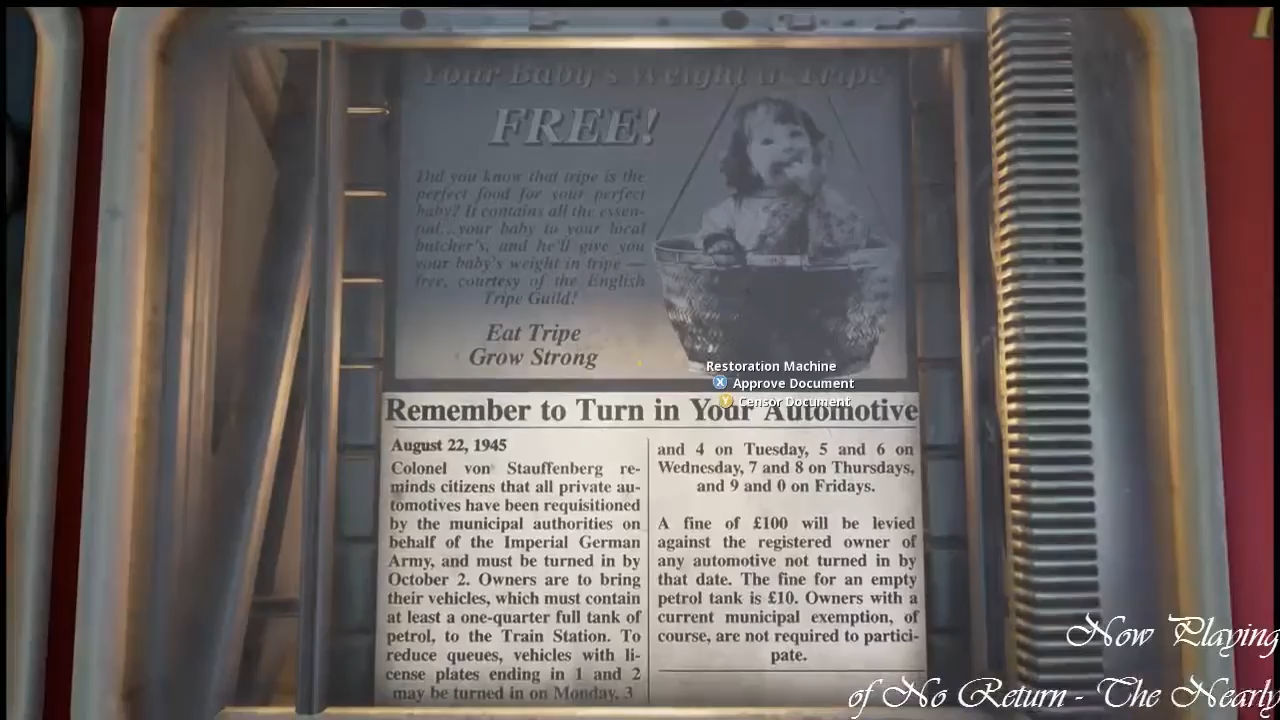 Your Baby's Weight in Tripe
FREE!
Did you know that tripe is the
perfect food for your perfect
baby? It contains all the essen-
tial...your baby to your local
butcher's, and he'll give you
your baby's weight in tripe —
free, courtesy of the English
Tripe Guild!
Eat Tripe
Grow Strong
Restoration Machine
X Approve Document
Y Censor Document
Remember to Turn in Your Automotive
August 22, 1945
Colonel von Stauffenberg re-
minds citizens that all private au-
tomotives have been requisitioned
by the municipal authorities on
behalf of the Imperial German
Army, and must be turned in by
October 2. Owners are to bring
their vehicles, which must contain
at least a one-quarter full tank of
petrol, to the Train Station. To
reduce queues, vehicles with li-
cense plates ending in 1 and 2
may be turned in on Monday, 3
and 4 on Tuesday, 5 and 6 on
Wednesday, 7 and 8 on Thursdays,
and 9 and 0 on Fridays.
A fine of £100 will be levied
against the registered owner of
any automotive not turned in by
that date. The fine for an empty
petrol tank is £10. Owners with a
current municipal exemption, of
course, are not required to partici-
pate.
Now Playing
of No Return - The Nearly